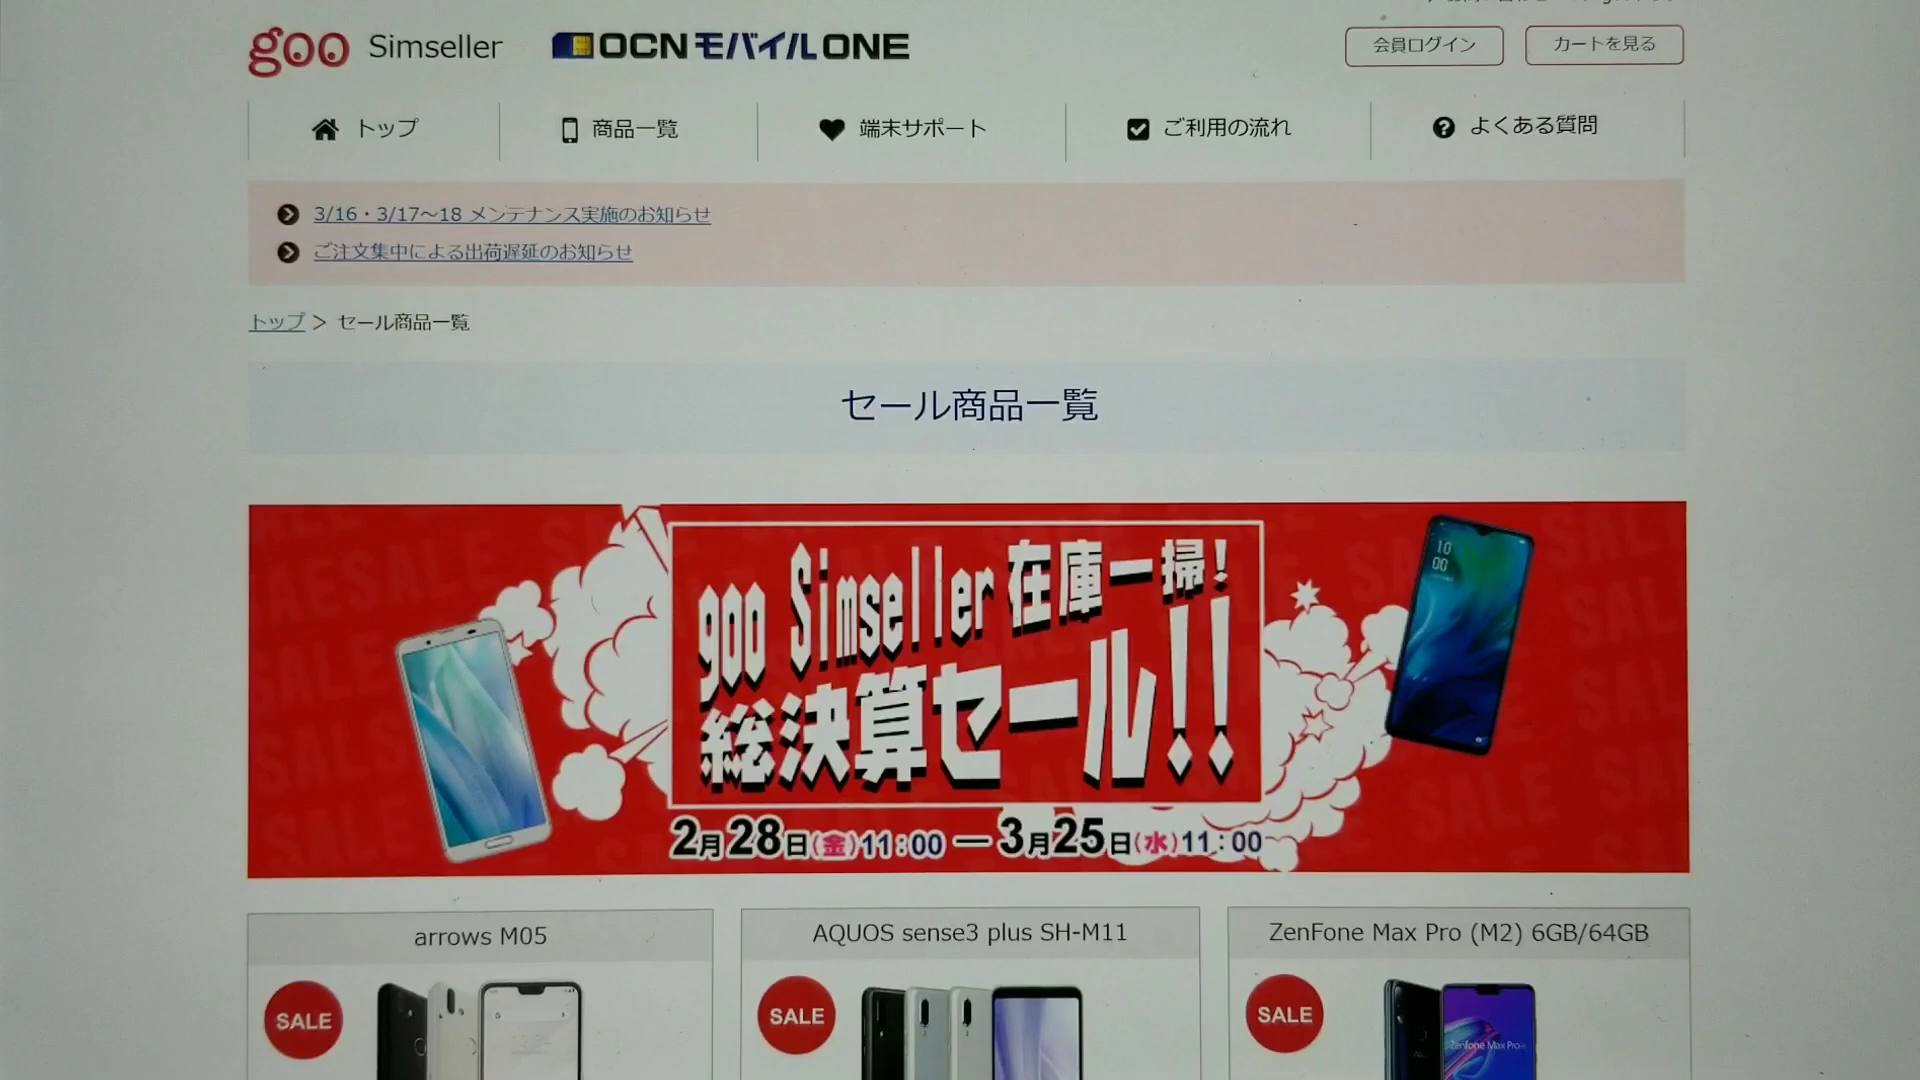 goo Simseller OCN モバイル ONE
会員ログイン カートを見る
トップ 商品一覧 端末サポート ご利用の流れ よくある質問
3/16・3/17～18 メンテナンス実施のお知らせ
ご注文集中による出荷遅延のお知らせ
トップ > セール商品一覧
セール商品一覧
goo Simseller 在庫一掃!
総決算セール!!
2月28日(金)11:00 — 3月25日(水)11:00
arrows M05 AQUOS sense3 plus SH-M11 ZenFone Max Pro (M2) 6GB/64GB
SALE SALE SALE
10
00
Zenfone Max Pro